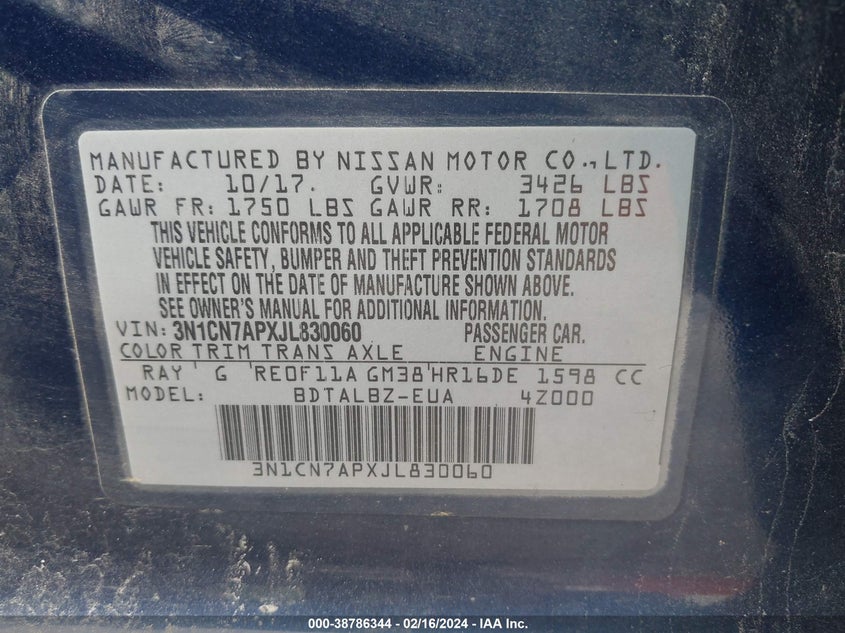 MANUFACTURED BY NISSAN MOTOR CO.,LTD.
DATE: 10/17. GVWR: 3426 LBS
GAWR FR: 1750 LBS GAWR RR: 1708 LBS
THIS VEHICLE CONFORMS TO ALL APPLICABLE FEDERAL MOTOR
VEHICLE SAFETY, BUMPER AND THEFT PREVENTION STANDARDS
IN EFFECT ON THE DATE OF MANUFACTURE SHOWN ABOVE.
SEE OWNER'S MANUAL FOR ADDITIONAL INFORMATION.
VIN: 3N1CN7APXJL830060 PASSENGER CAR.
COLOR TRIM TRANS AXLE ENGINE
RAY G RE0F11A GM38 HR16DE 1598 CC
MODEL: BDTALBZ-EUA 4Z000
3N1CN7APXJL830060
000-38786344 - 02/16/2024 - IAA Inc.